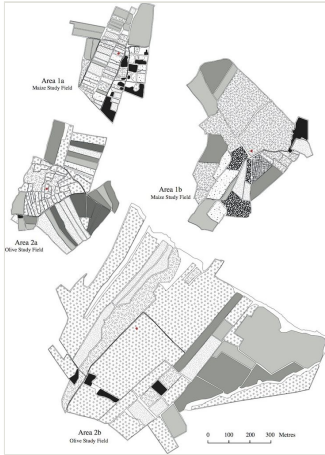 Area 1a
Maize Study Field
Area 1b
Maize Study Field
Area 2a
Olive Study Field
Area 2b
Olive Study Field
0 100 200 300 Metres